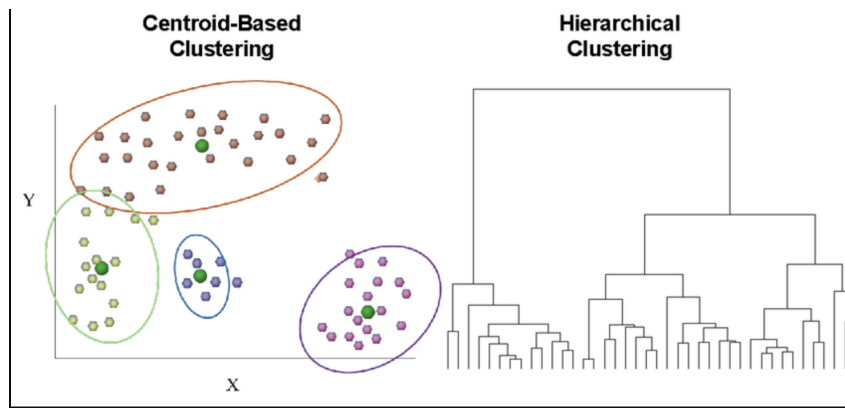 Centroid-Based
Clustering
Hierarchical
Clustering
Y
X